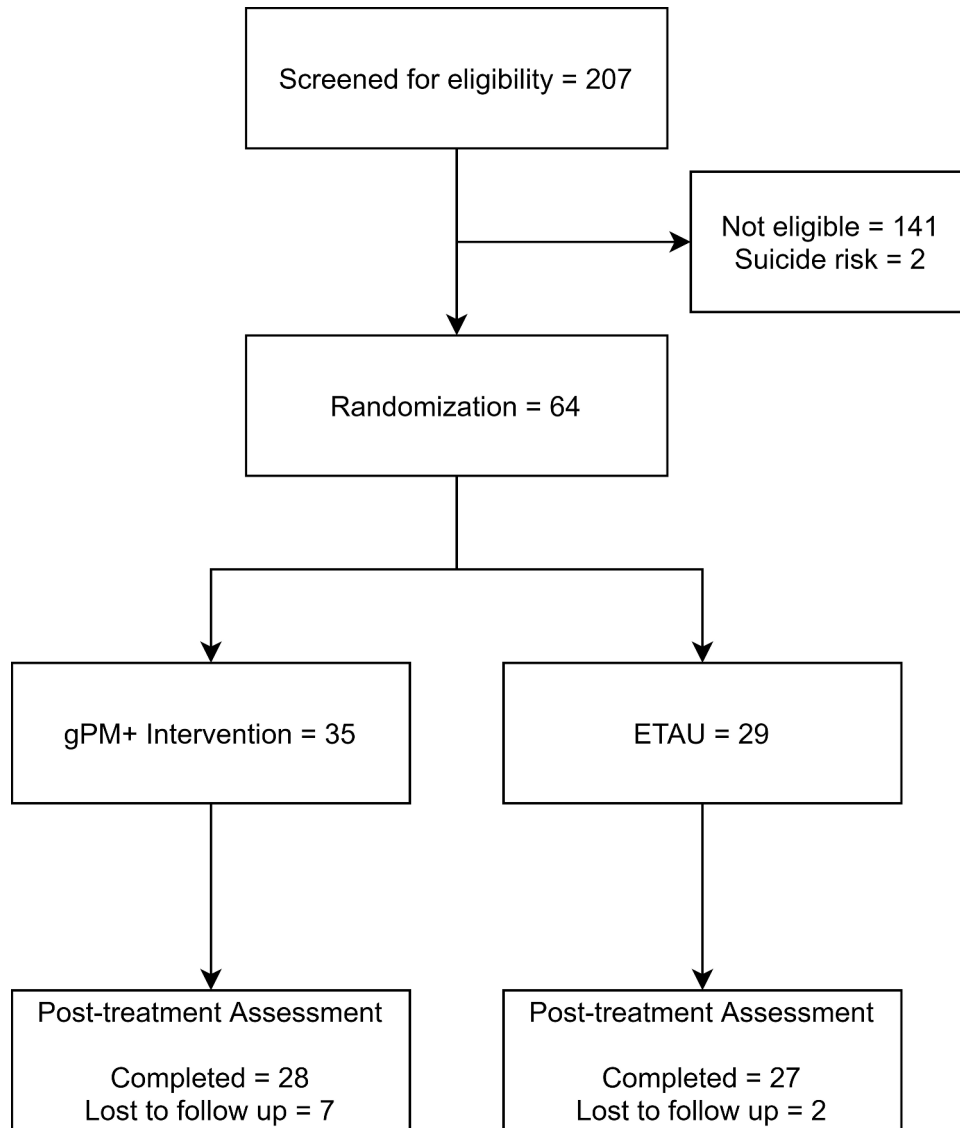 Screened for eligibility = 207
Not eligible = 141
Suicide risk = 2
Randomization = 64
gPM+ Intervention = 35
ETAU = 29
Post-treatment Assessment
Completed = 28
Lost to follow up = 7
Post-treatment Assessment
Completed = 27
Lost to follow up = 2